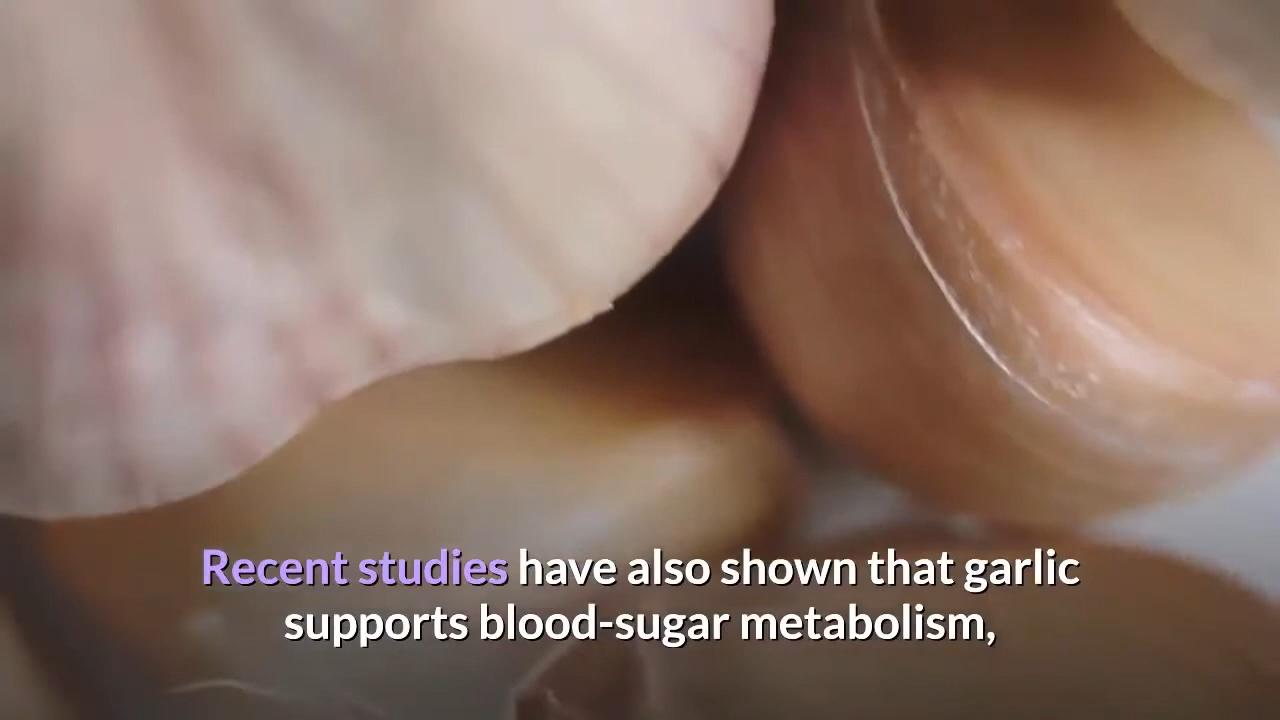 Recent studies have also shown that garlic
supports blood-sugar metabolism,